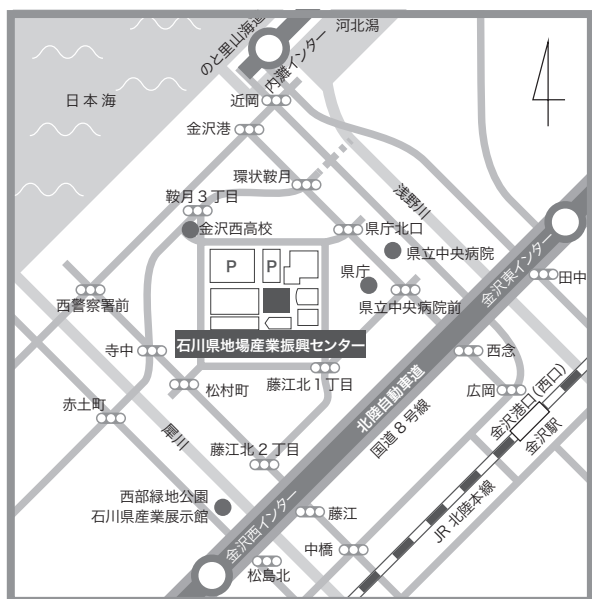 のと里山海道
河北潟
内灘インター
日本海
近岡
金沢港
環状鞍月
浅野川
鞍月3丁目
金沢西高校
県庁北口
県立中央病院
P
P
県庁
金沢東インター
田中
西警察署前
県立中央病院前
石川県地場産業振興センター
寺中
西念
松村町
藤江北1丁目
広岡
北陸自動車道
国道8号線
金沢港口(西口)
金沢駅
赤土町
犀川
藤江北2丁目
西部緑地公園
石川県産業展示館
金沢西インター
藤江
JR北陸本線
中橋
松島北